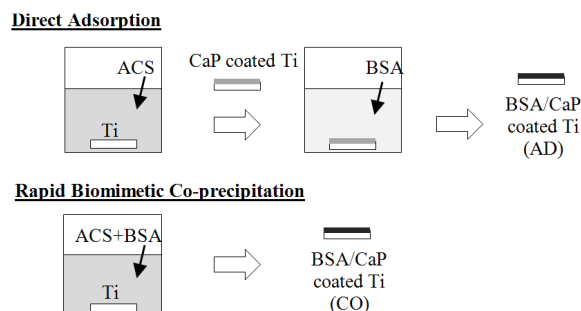 Direct Adsorption
ACS
CaP coated Ti
BSA
Ti
BSA/CaP
coated Ti
(AD)
Rapid Biomimetic Co-precipitation
ACS+BSA
Ti
BSA/CaP
coated Ti
(CO)